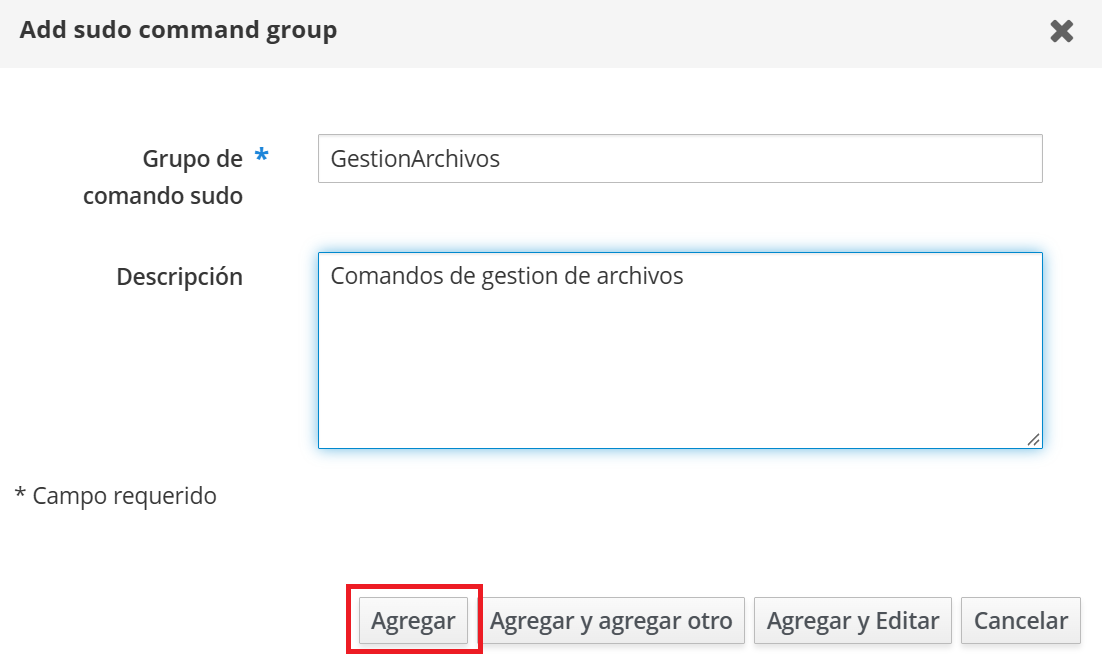 Add sudo command group
Grupo de *
comando sudo
GestionArchivos
Descripción
Comandos de gestion de archivos
* Campo requerido
Agregar
Agregar y agregar otro
Agregar y Editar
Cancelar